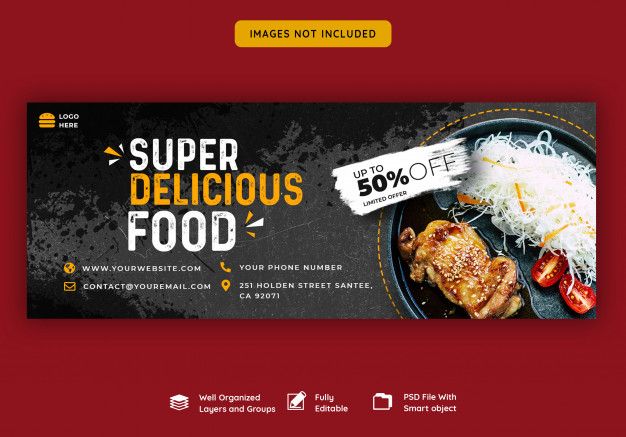 IMAGES NOT INCLUDED
LOGO
HERE
SUPER
DELICIOUS
FOOD
UP TO
50% OFF
LIMITED OFFER
WWW.YOURWEBSITE.COM
YOUR PHONE NUMBER
CONTACT@YOUREMAIL.COM
251 HOLDEN STREET SANTEE,
CA 92071
Well Organized
Layers and Groups
Fully
Editable
PSD File With
Smart object